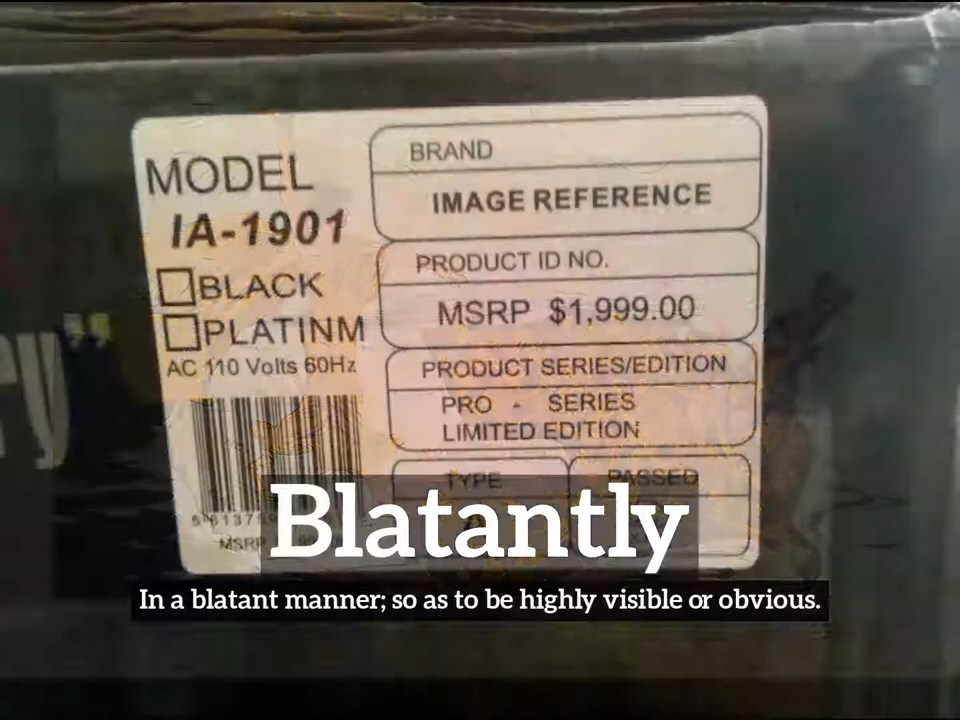 MODEL
IA-1901
BLACK
PLATINM
AC 110 Volts 60Hz
BRAND
IMAGE REFERENCE
PRODUCT ID NO.
MSRP $1,999.00
PRODUCT SERIES/EDITION
PRO - SERIES
LIMITED EDITION
TYPE
PASSED
MSRP
Blatantly
In a blatant manner; so as to be highly visible or obvious.